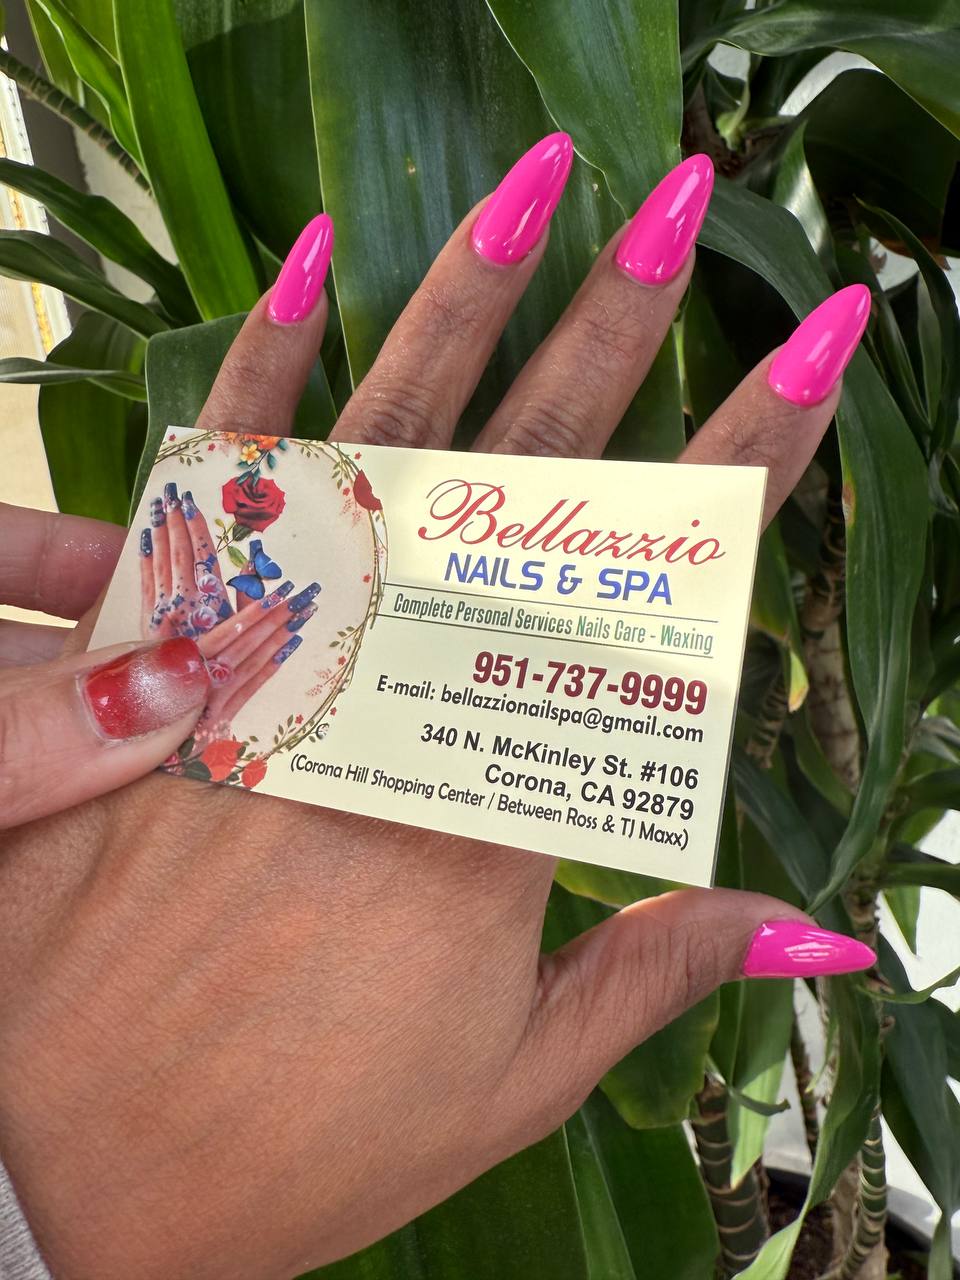 Bellazzio
NAILS & SPA
Complete Personal Services Nails Care - Waxing
951-737-9999
E-mail: bellazzionailspa@gmail.com
340 N. McKinley St. #106
Corona, CA 92879
(Corona Hill Shopping Center / Between Ross & TJ Maxx)